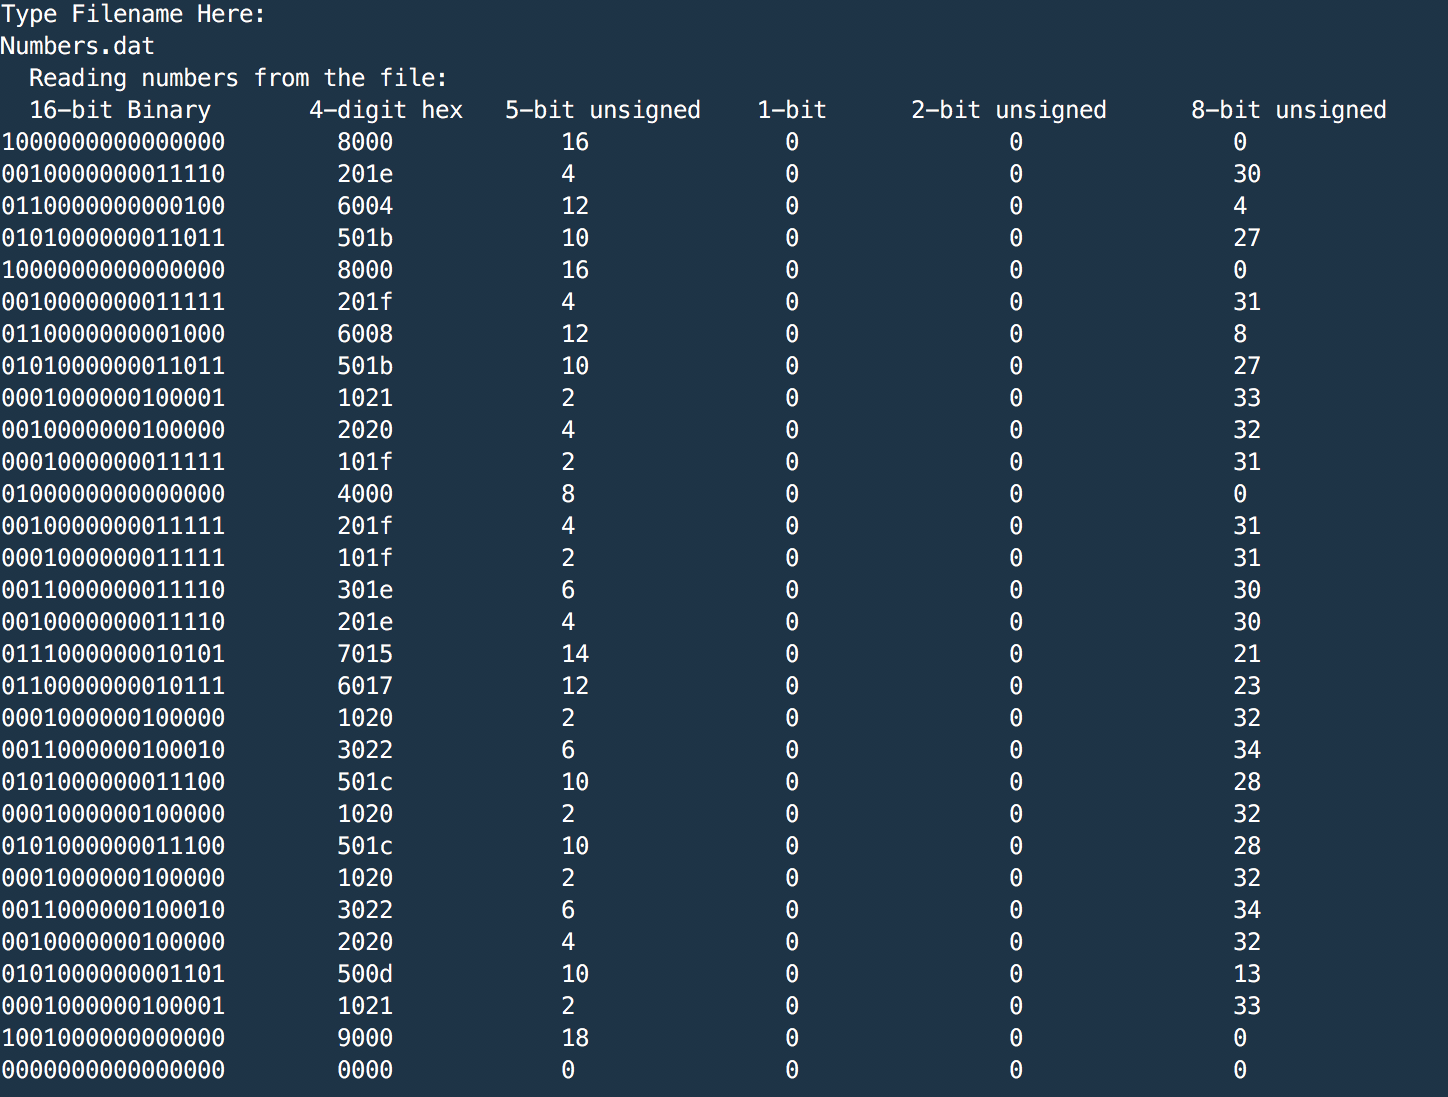 Type Filename Here:
Numbers.dat
Reading numbers from the file:
16-bit Binary 4-digit hex 5-bit unsigned 1-bit 2-bit unsigned 8-bit unsigned
1000000000000000 8000 16 0 0 0
0010000000011110 201e 4 0 0 30
0110000000000100 6004 12 0 0 4
0101000000011011 501b 10 0 0 27
1000000000000000 8000 16 0 0 0
0010000000011111 201f 4 0 0 31
0110000000001000 6008 12 0 0 8
0101000000011011 501b 10 0 0 27
0001000000100001 1021 2 0 0 33
0010000000100000 2020 4 0 0 32
0001000000011111 101f 2 0 0 31
0100000000000000 4000 8 0 0 0
0010000000011111 201f 4 0 0 31
0001000000011111 101f 2 0 0 31
0011000000011110 301e 6 0 0 30
0010000000011110 201e 4 0 0 30
0111000000010101 7015 14 0 0 21
0110000000010111 6017 12 0 0 23
0001000000100000 1020 2 0 0 32
0011000000100010 3022 6 0 0 34
0101000000011100 501c 10 0 0 28
0001000000100000 1020 2 0 0 32
0101000000011100 501c 10 0 0 28
0001000000100000 1020 2 0 0 32
0011000000100010 3022 6 0 0 34
0010000000100000 2020 4 0 0 32
0101000000001101 500d 10 0 0 13
0001000000100001 1021 2 0 0 33
1001000000000000 9000 18 0 0 0
0000000000000000 0000 0 0 0 0